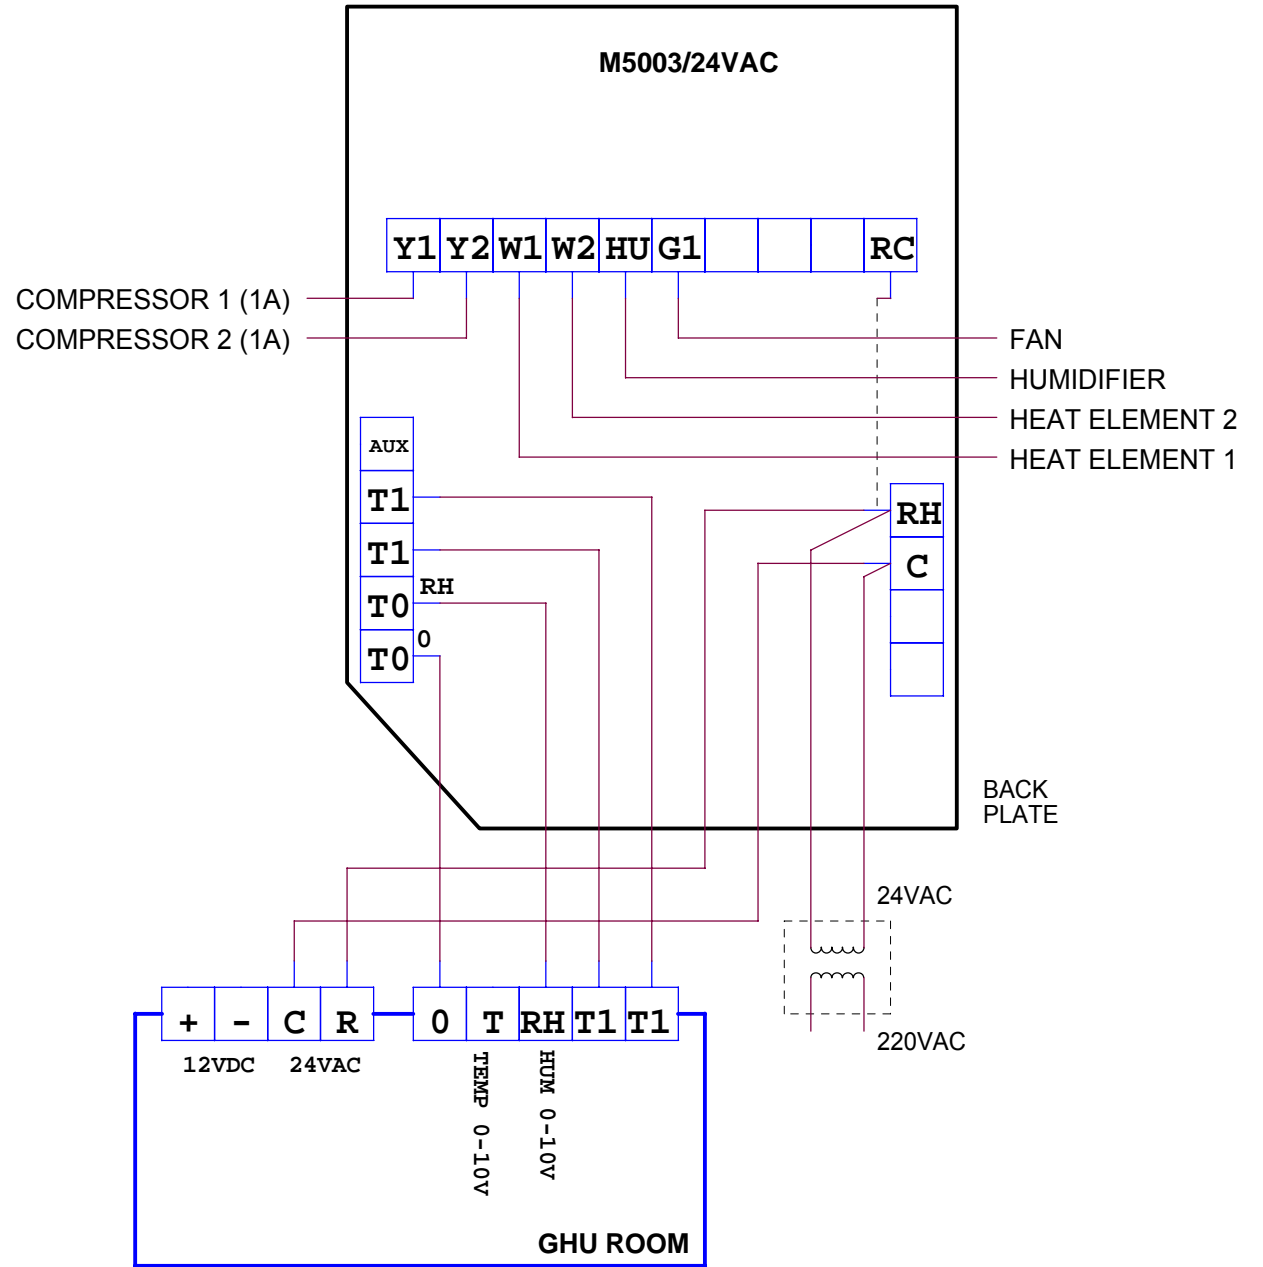 M5003/24VAC
Y1 Y2 W1 W2 HU G1 RC
COMPRESSOR 1 (1A)
COMPRESSOR 2 (1A)
FAN
HUMIDIFIER
HEAT ELEMENT 2
HEAT ELEMENT 1
AUX
T1
T1
T0 RH
T0 0
RH
C
BACK
PLATE
24VAC
220VAC
+ - C R 0 T RH T1 T1
12VDC 24VAC
TEMP 0-10V
HUM 0-10V
GHU ROOM